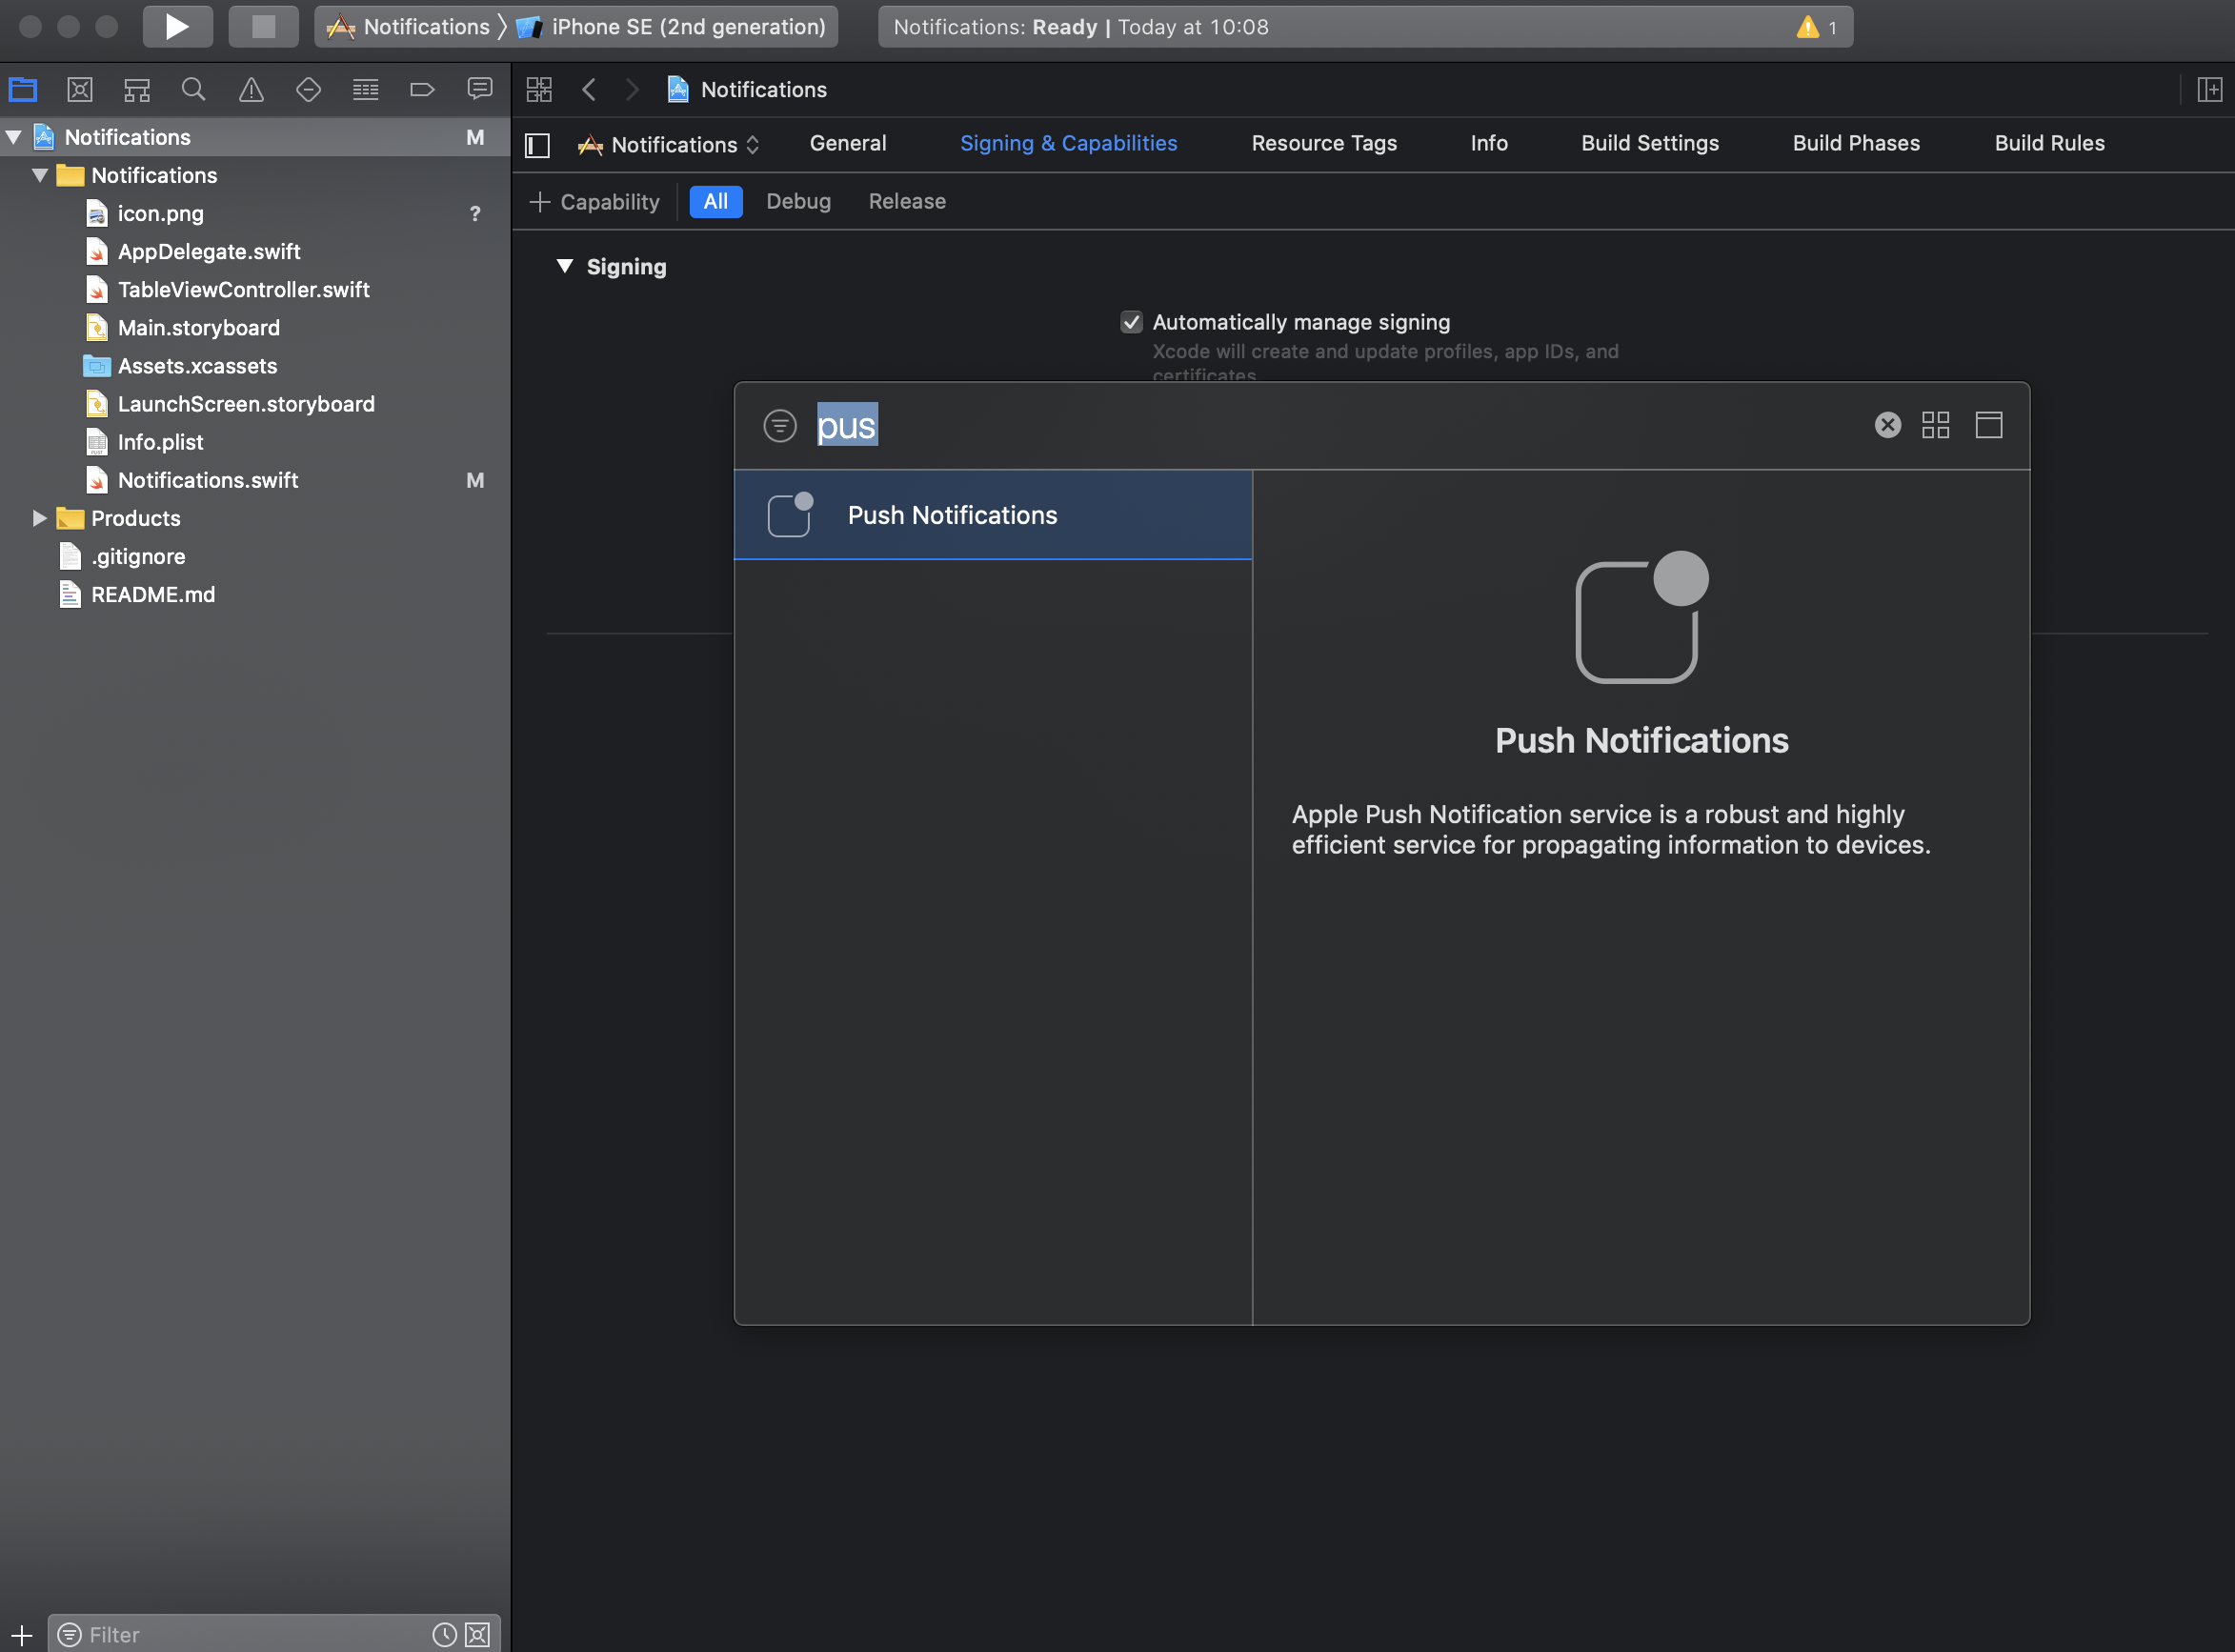 Notifications
iPhone SE (2nd generation)
Notifications: Ready | Today at 10:08
1
Notifications M
Notifications
icon.png ?
AppDelegate.swift
TableViewController.swift
Main.storyboard
Assets.xcassets
LaunchScreen.storyboard
Info.plist
Notifications.swift M
Products
.gitignore
README.md
Filter
Notifications
Notifications General Signing & Capabilities Resource Tags Info Build Settings Build Phases Build Rules
Capability All Debug Release
Signing
Automatically manage signing
Xcode will create and update profiles, app IDs, and
certificates
pus
Push Notifications
Push Notifications
Apple Push Notification service is a robust and highly
efficient service for propagating information to devices.